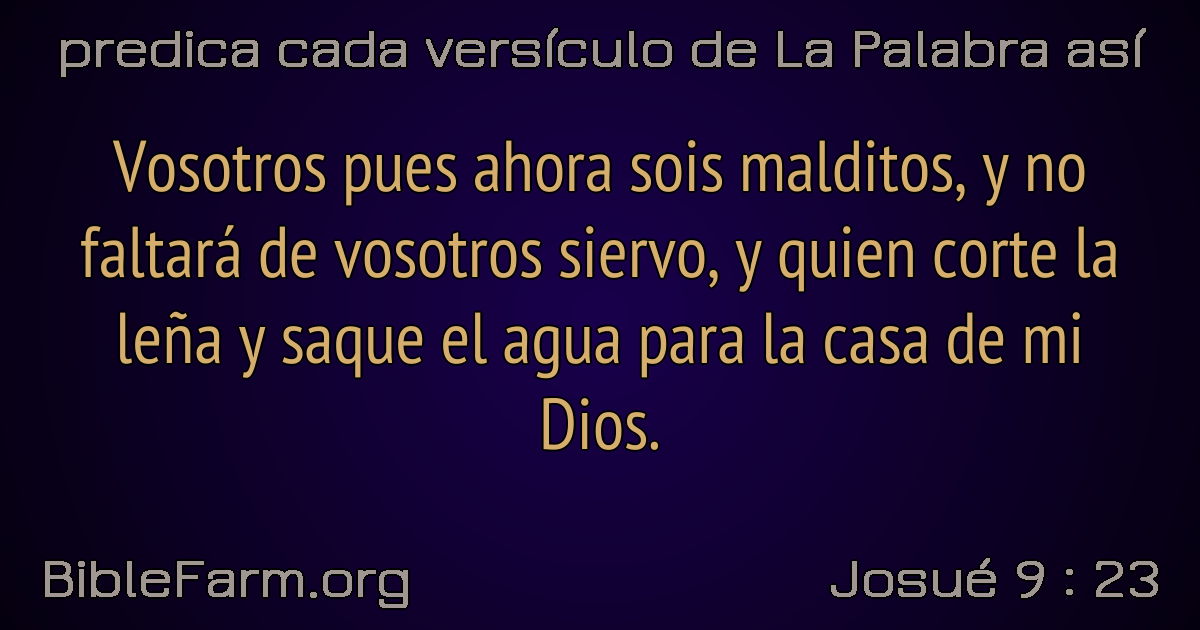 predica cada versículo de La Palabra así
Vosotros pues ahora sois malditos, y no
faltará de vosotros siervo, y quien corte la
leña y saque el agua para la casa de mi
Dios.
BibleFarm.org
Josué 9 : 23